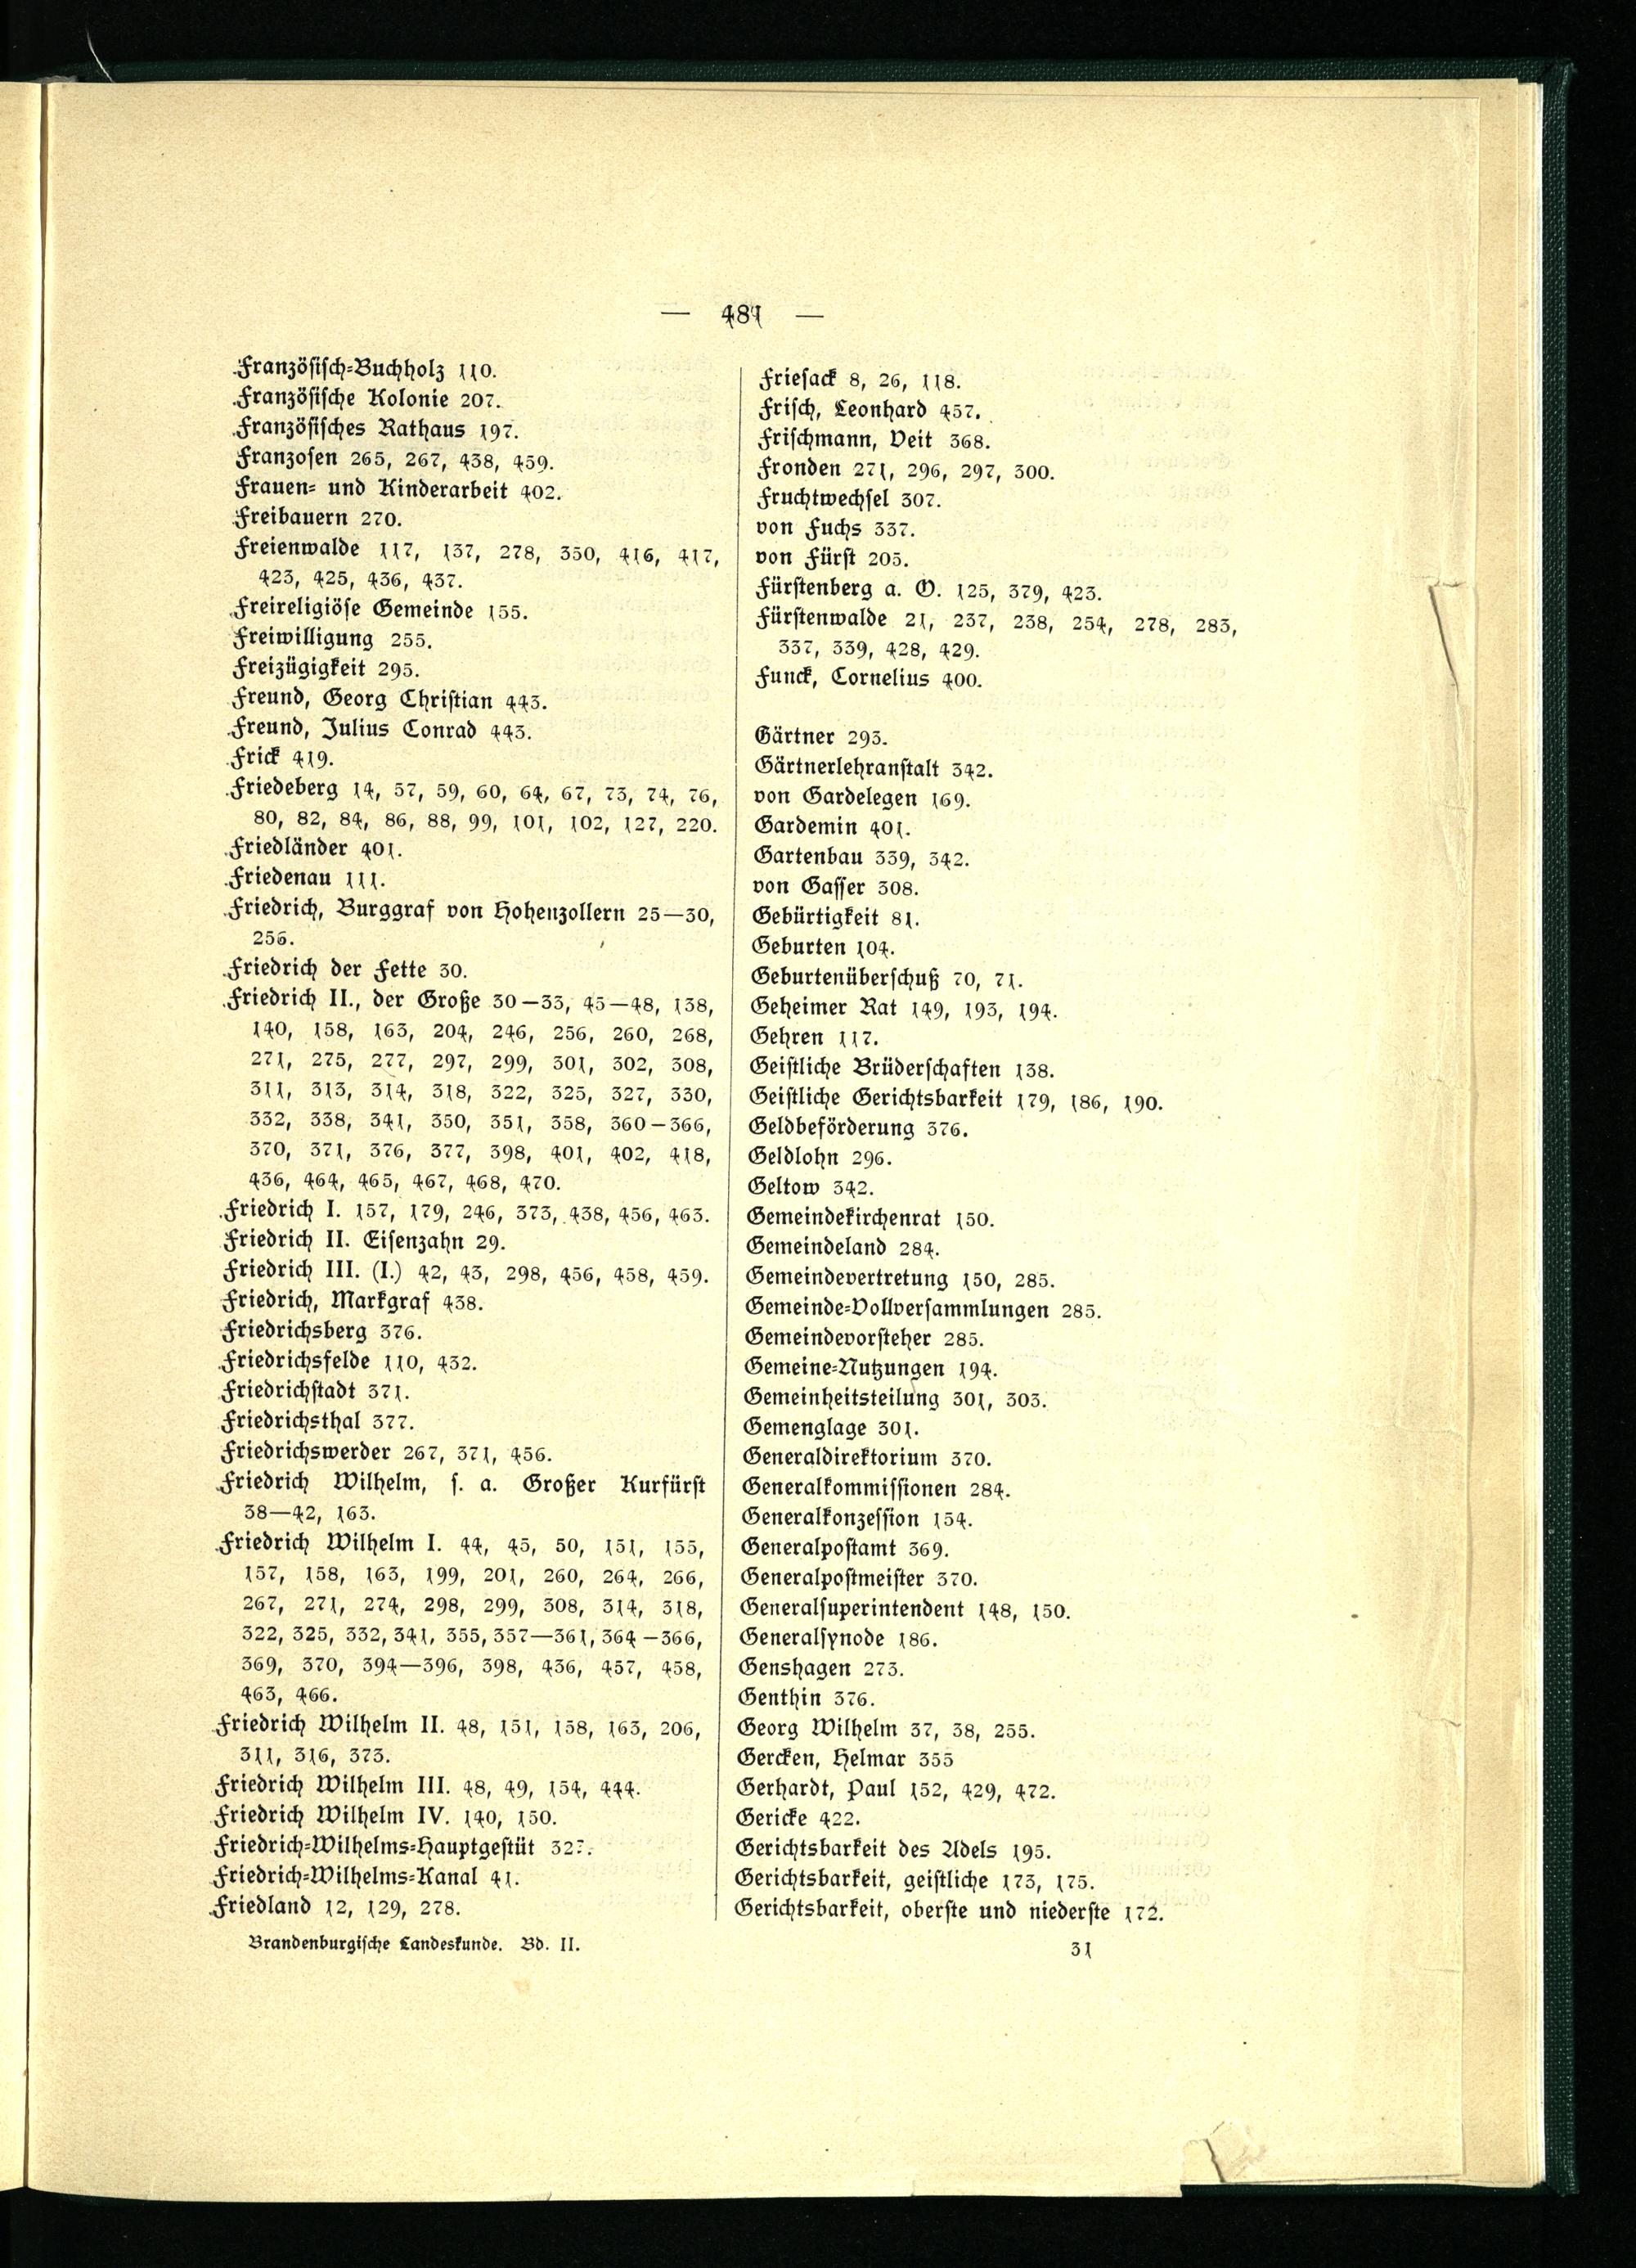 — 481 —
Französisch-Buchholz 110.
Französische Kolonie 207.
Französisches Rathaus 197.
Franzosen 265, 267, 438, 459.
Frauen- und Kinderarbeit 402.
Freibauern 270.
Freienwalde 117, 137, 278, 350, 416, 417,
423, 425, 436, 437.
Freireligiöse Gemeinde 155.
Freiwilligung 255.
Freizügigkeit 295.
Freund, Georg Christian 443.
Freund, Julius Conrad 443.
Frick 419.
Friedeberg 14, 57, 59, 60, 64, 67, 73, 74, 76,
80, 82, 84, 86, 88, 99, 101, 102, 127, 220.
Friedländer 401.
Friedenau 111.
Friedrich, Burggraf von Hohenzollern 25—30,
256.
Friedrich der Fette 30.
Friedrich II., der Große 30—33, 45—48, 138,
140, 158, 163, 204, 246, 256, 260, 268,
271, 275, 277, 297, 299, 301, 302, 308,
311, 313, 314, 318, 322, 325, 327, 330,
332, 338, 341, 350, 351, 358, 360—366,
370, 371, 376, 377, 398, 401, 402, 418,
436, 464, 465, 467, 468, 470.
Friedrich I. 157, 179, 246, 373, 438, 456, 463.
Friedrich II. Eisenzahn 29.
Friedrich III. (I.) 42, 43, 298, 456, 458, 459.
Friedrich, Markgraf 438.
Friedrichsberg 376.
Friedrichsfelde 110, 432.
Friedrichstadt 371.
Friedrichsthal 377.
Friedrichswerder 267, 371, 456.
Friedrich Wilhelm, s. a. Großer Kurfürst
38—42, 163.
Friedrich Wilhelm I. 44, 45, 50, 151, 155,
157, 158, 163, 199, 201, 260, 264, 266,
267, 271, 274, 298, 299, 308, 314, 318,
322, 325, 332, 341, 355, 357—361, 364—366,
369, 370, 394—396, 398, 436, 457, 458,
463, 466.
Friedrich Wilhelm II. 48, 151, 158, 163, 206,
311, 316, 373.
Friedrich Wilhelm III. 48, 49, 154, 444.
Friedrich Wilhelm IV. 140, 150.
Friedrich-Wilhelms-Hauptgestüt
Friedrich-Wilhelms-Kanal 41.
Friedland 12, 129, 278.
Friesack 8, 26, 118.
Frisch, Leonhard 457.
Frischmann, Veit 368.
Fronden 271, 296, 297, 300.
Fruchtwechsel 307.
von Fuchs 337.
von Fürst 205.
Fürstenberg a. O. 125, 379, 423.
Fürstenwalde 21, 237, 238, 254, 278, 283,
337, 339, 428, 429.
Funck, Cornelius 400.
Gärtner 293.
Gärtnerlehranstalt 342.
von Gardelegen 169.
Gardemin 401.
Gartenbau 339, 342.
von Gasser 308.
Gebürtigkeit 81.
Geburten 104.
Geburtenüberschuß 70, 71.
Geheimer Rat 149, 193, 194.
Gehren 117.
Geistliche Brüderschaften 138.
Geistliche Gerichtsbarkeit 179, 186, 190.
Geldbeförderung 376.
Geldlohn 296.
Geltow 342.
Gemeindekirchenrat 150.
Gemeindeland 284.
Gemeindevertretung 150, 285.
Gemeinde-Vollversammlungen 285.
Gemeindevorsteher 285.
Gemeine-Nutzungen 194.
Gemeinheitsteilung 301, 303.
Gemenglage 301.
Generaldirektorium 370.
Generalkommissionen 284.
Generalkonzession 154.
Generalpostamt 369.
Generalpostmeister 370.
Generalsuperintendent 148, 150.
Generalsynode 186.
Genshagen 273.
Genthin 376.
Georg Wilhelm 37, 38, 255.
Gercken, Helmar 355
Gerhardt, Paul 152, 429, 472.
Gericke 422.
Gerichtsbarkeit des Adels 195.
Gerichtsbarkeit, geistliche 173, 175.
Gerichtsbarkeit, oberste und niederste 172.
Brandenburgische Landeskunde. Bd. II.
31